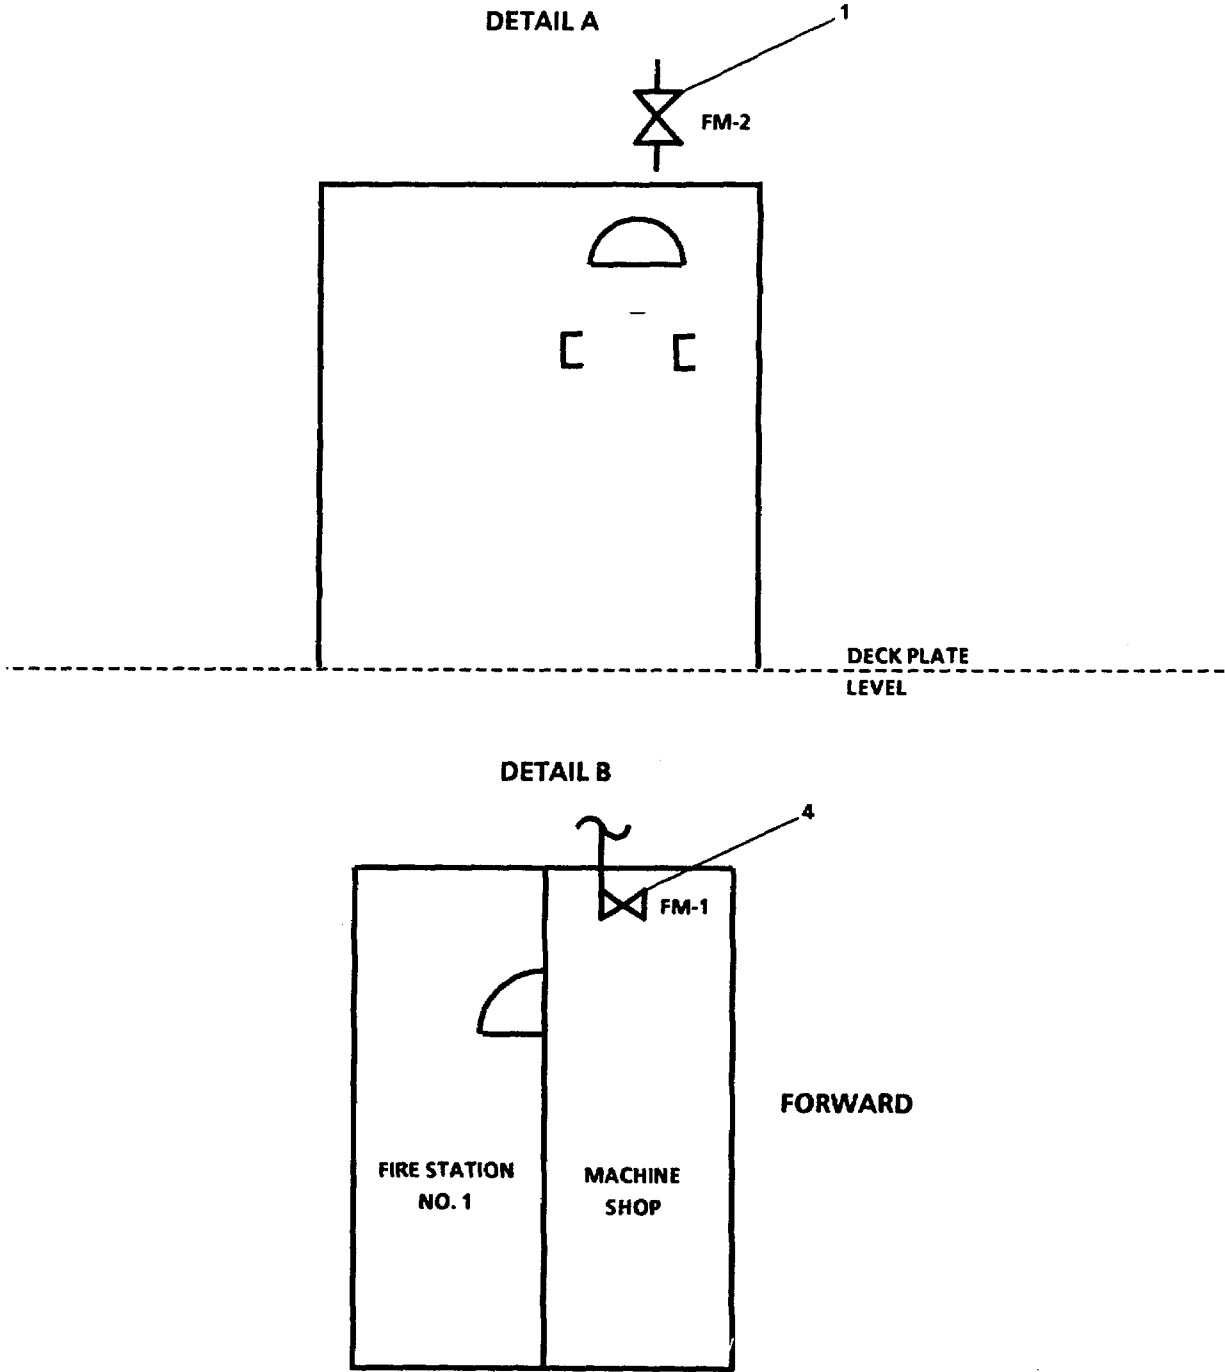 DETAIL A
1
FM-2
DECK PLATE
LEVEL
DETAIL B
4
FM-1
FORWARD
FIRE STATION
NO. 1
MACHINE
SHOP